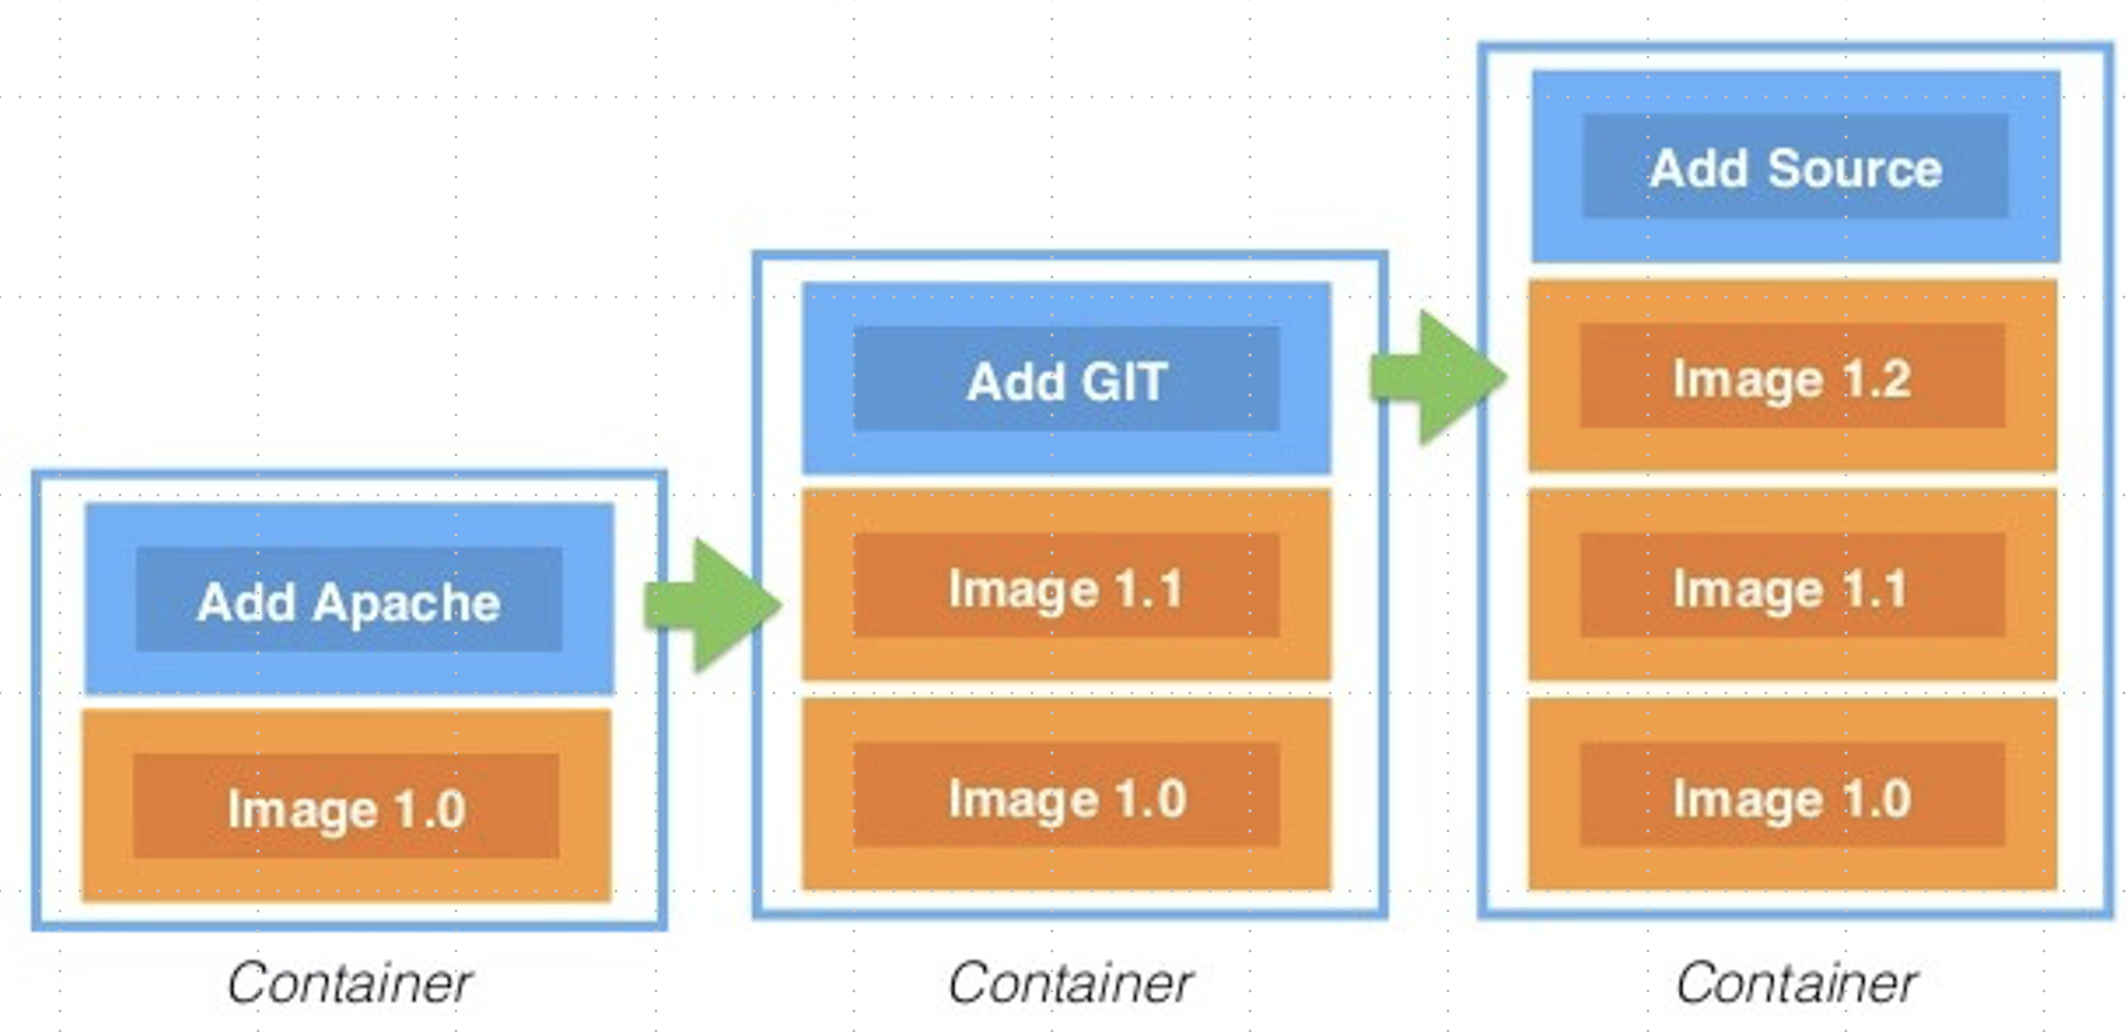 Add Apache
Image 1.0
Container
Add GIT
Image 1.1
Image 1.0
Container
Add Source
Image 1.2
Image 1.1
Image 1.0
Container